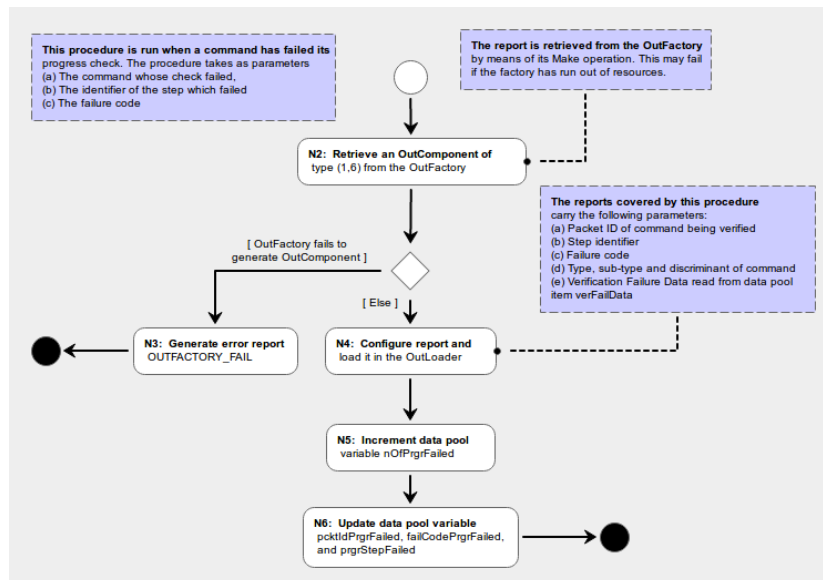 This procedure is run when a command has failed its
progress check. The procedure takes as parameters
(a) The command whose check failed,
(b) The identifier of the step which failed
(c) The failure code
The report is retrieved from the OutFactory
by means of its Make operation. This may fail
if the factory has run out of resources.
N2: Retrieve an OutComponent of
type (1,6) from the OutFactory
The reports covered by this procedure
carry the following parameters:
(a) Packet ID of command being verified
(b) Step identifier
(c) Failure code
(d) Type, sub-type and discriminant of command
(e) Verification Failure Data read from data pool
item verFailData
[ OutFactory fails to
generate OutComponent ]
[ Else ]
N3: Generate error report
OUTFACTORY_FAIL
N4: Configure report and
load it in the OutLoader
N5: Increment data pool
variable nOfPrgrFailed
N6: Update data pool variable
pcktIdPrgrFailed, failCodePrgrFailed,
and prgrStepFailed